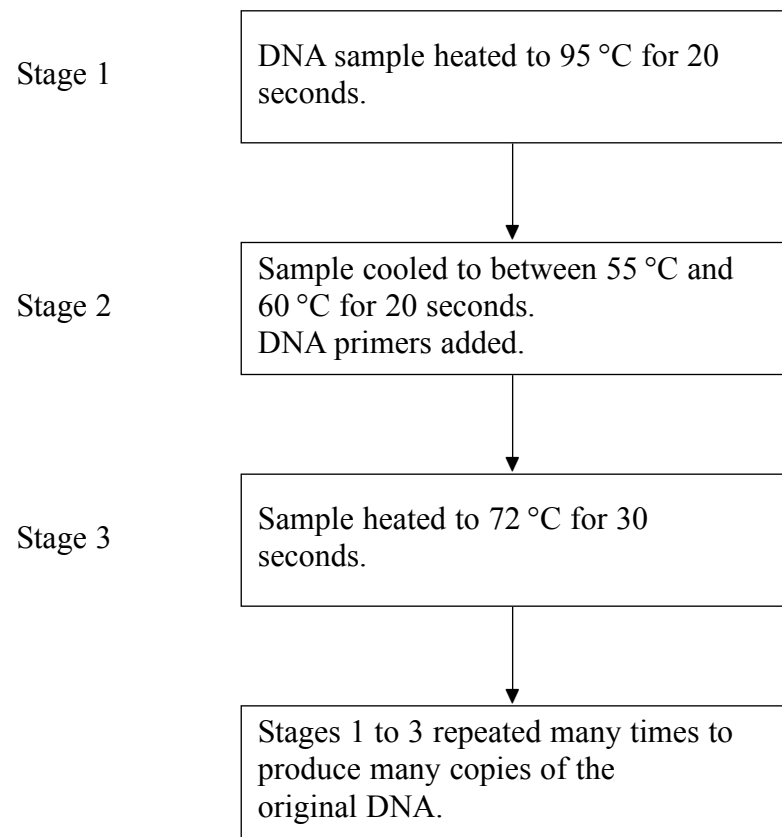 Stage 1
DNA sample heated to 95 °C for 20
seconds.
Stage 2
Sample cooled to between 55 °C and
60 °C for 20 seconds.
DNA primers added.
Stage 3
Sample heated to 72 °C for 30
seconds.
Stages 1 to 3 repeated many times to
produce many copies of the
original DNA.